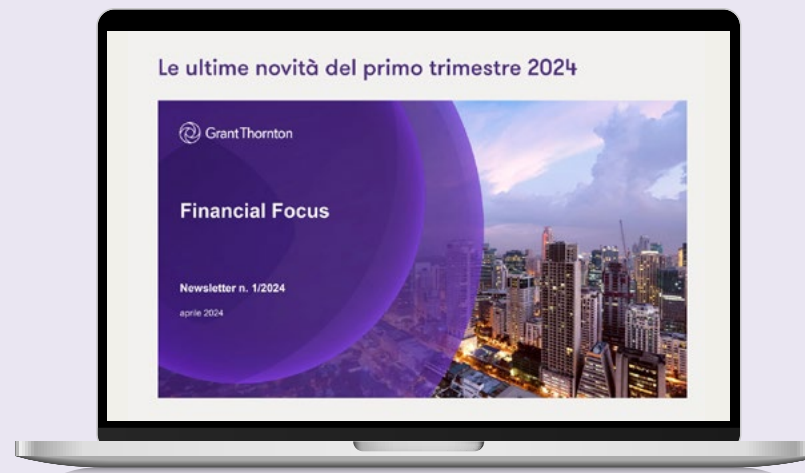 Le ultime novità del primo trimestre 2024
Grant Thornton
Financial Focus
Newsletter n. 1/2024
aprile 2024